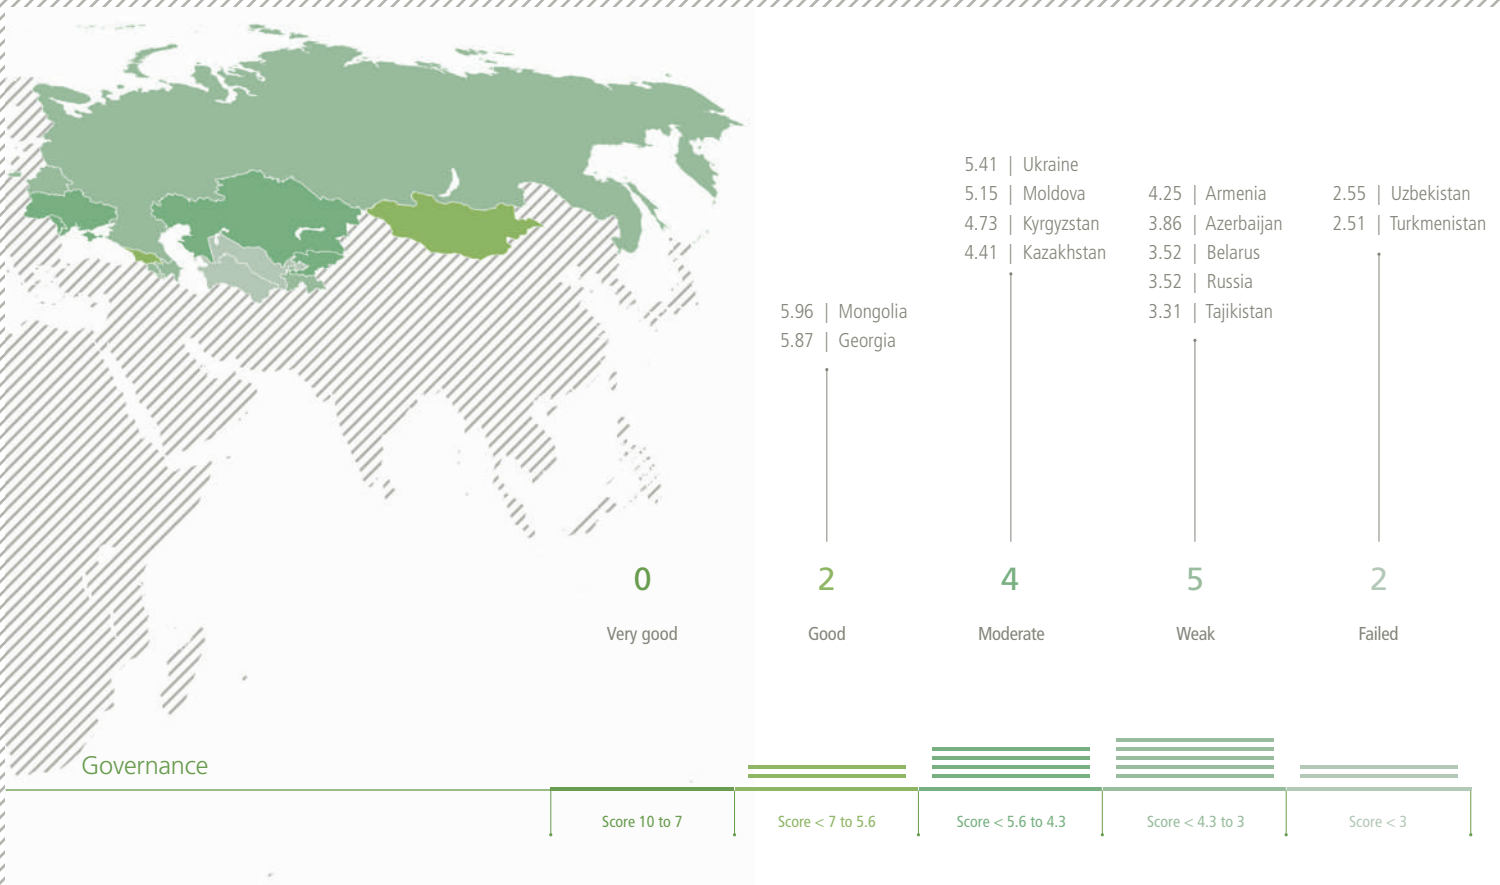 5.96 | Mongolia
5.87 | Georgia
5.41 | Ukraine
5.15 | Moldova
4.73 | Kyrgyzstan
4.41 | Kazakhstan
4.25 | Armenia
3.86 | Azerbaijan
3.52 | Belarus
3.52 | Russia
3.31 | Tajikistan
2.55 | Uzbekistan
2.51 | Turkmenistan
0 2 4 5 2
Very good Good Moderate Weak Failed
Governance
Score 10 to 7 Score < 7 to 5.6 Score < 5.6 to 4.3 Score < 4.3 to 3 Score < 3